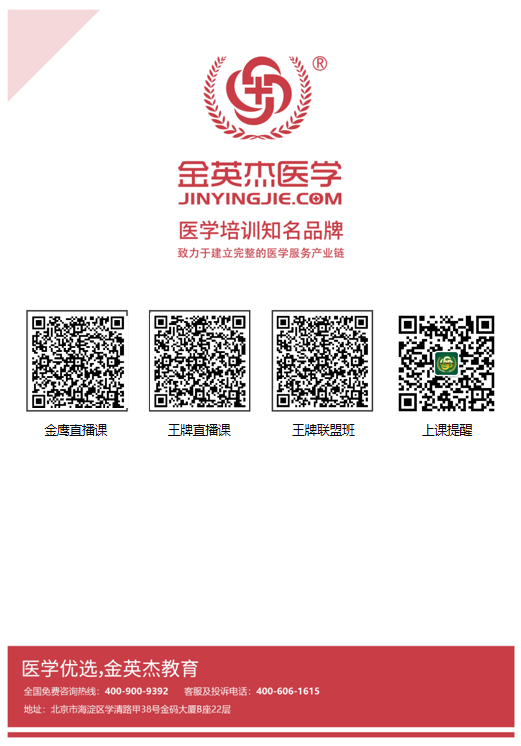 ®
金英杰医学
JINYINGJIE.COM
医学培训知名品牌
致力于建立完整的医学服务产业链
金鹰直播课 王牌直播课 王牌联盟班 上课提醒
医学优选,金英杰教育
全国免费咨询热线：400-900-9392 客服及投诉电话：400-606-1615
地址：北京市海淀区学清路甲38号金码大厦B座22层